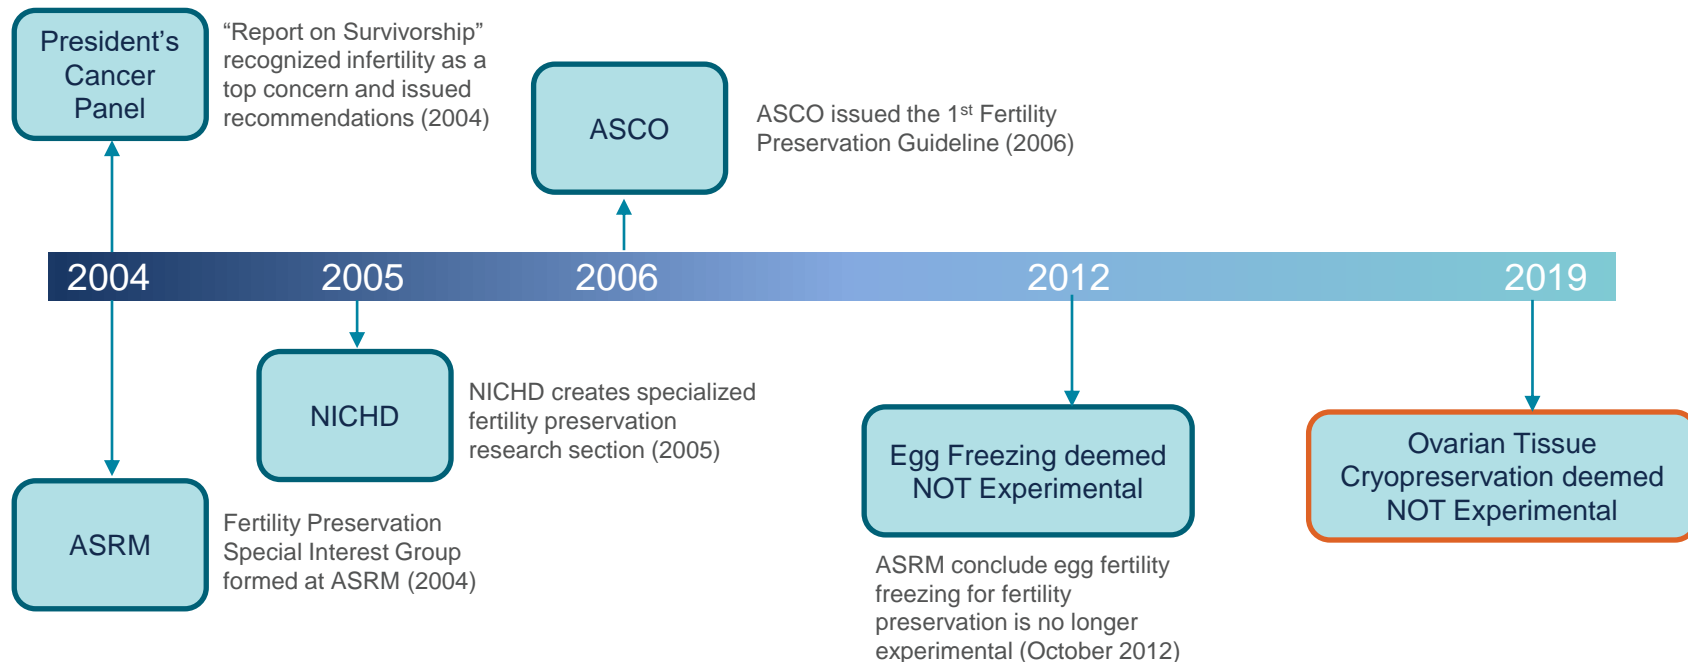 President’s
Cancer
Panel
“Report on Survivorship”
recognized infertility as a
top concern and issued
recommendations (2004)
ASCO
ASCO issued the 1st Fertility
Preservation Guideline (2006)
2004
2005
2006
2012
2019
NICHD
NICHD creates specialized
fertility preservation
research section (2005)
ASRM
Fertility Preservation
Special Interest Group
formed at ASRM (2004)
Egg Freezing deemed
NOT Experimental
ASRM conclude egg fertility
freezing for fertility
preservation is no longer
experimental (October 2012)
Ovarian Tissue
Cryopreservation deemed
NOT Experimental